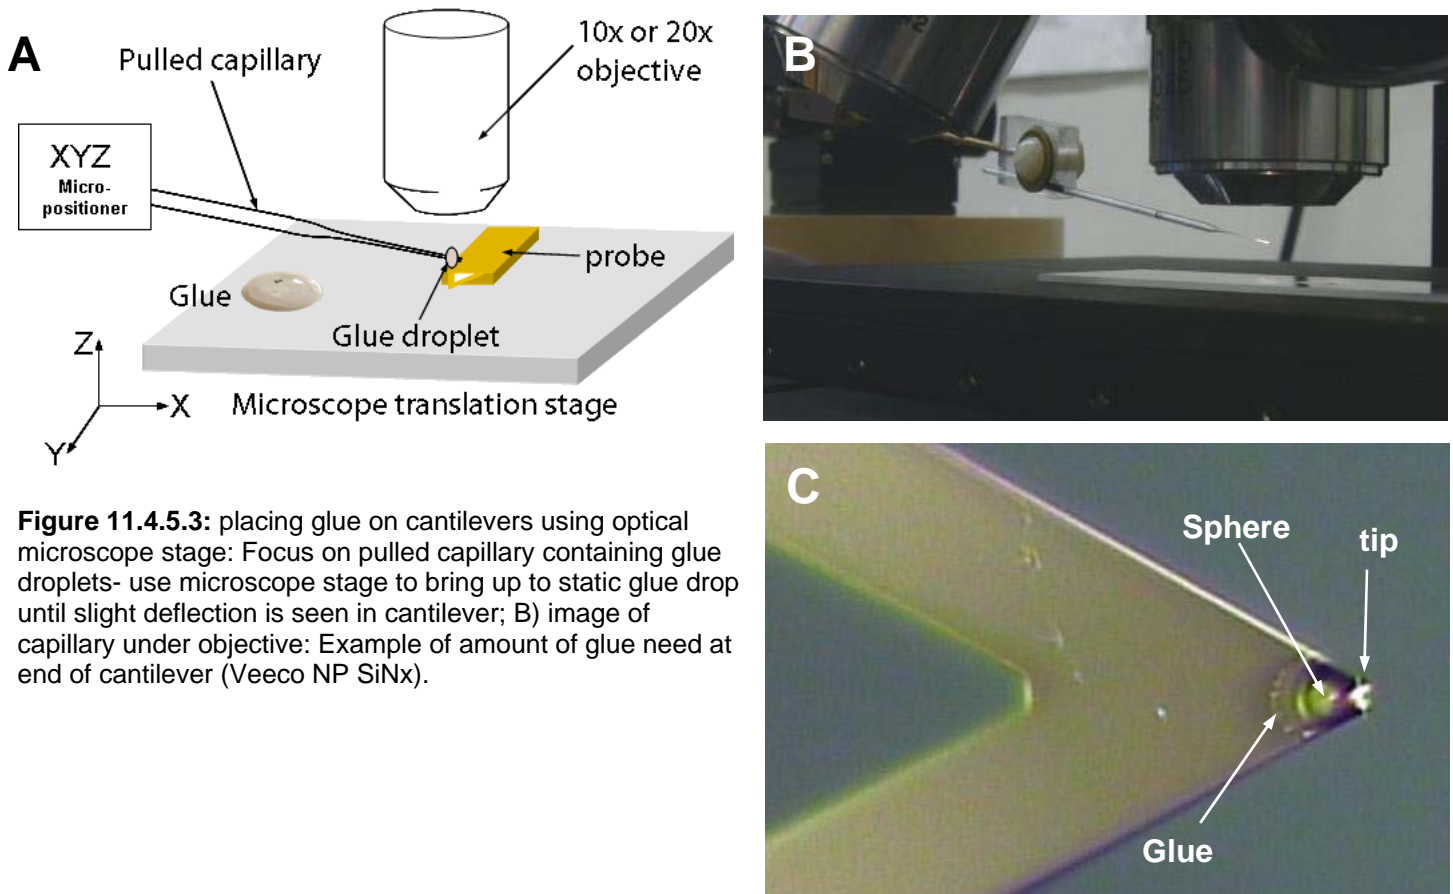 A
Pulled capillary
10x or 20x
objective
XYZ
Micro-
positioner
probe
Glue
Glue droplet
Z
X
Y
Microscope translation stage
B
C
Sphere
tip
Glue
Figure 11.4.5.3: placing glue on cantilevers using optical
microscope stage: Focus on pulled capillary containing glue
droplets- use microscope stage to bring up to static glue drop
until slight deflection is seen in cantilever; B) image of
capillary under objective: Example of amount of glue need at
end of cantilever (Veeco NP SiNx).